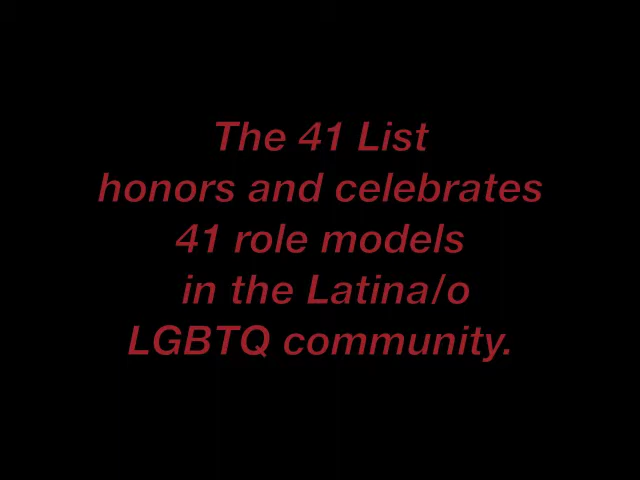 The 41 List
honors and celebrates
41 role models
in the Latina/o
LGBTQ community.